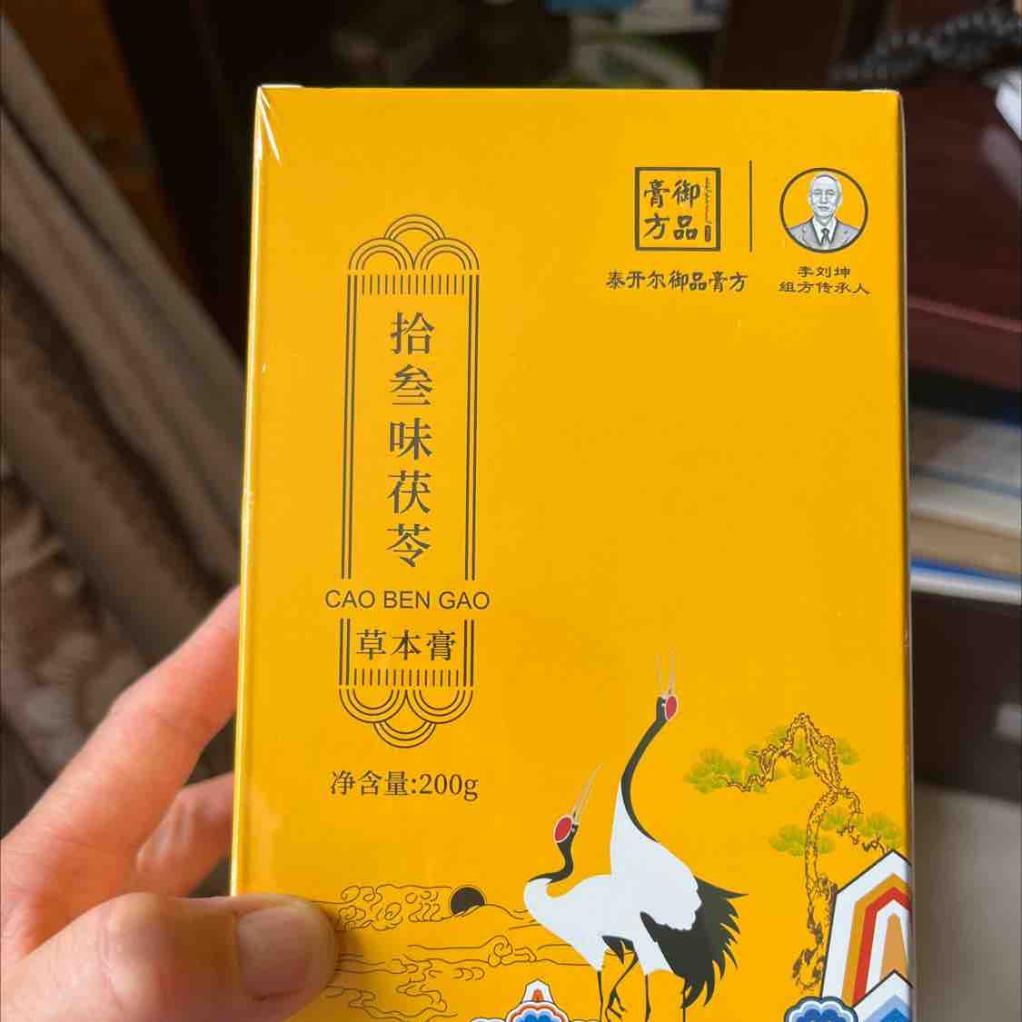 御品
膏方
泰开尔御品膏方
李刘坤
组方传承人
拾叁味茯苓
CAO BEN GAO
草本膏
净含量:200g